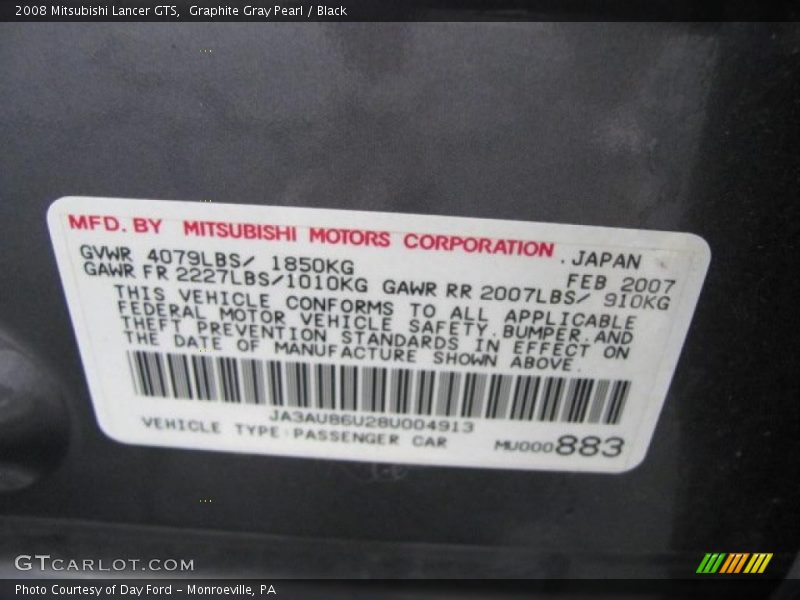 2008 Mitsubishi Lancer GTS,  Graphite Gray Pearl / Black
MFD. BY MITSUBISHI MOTORS CORPORATION . JAPAN
GVWR 4079LBS/ 1850KG FEB 2007
GAWR FR 2227LBS/1010KG GAWR RR 2007LBS/ 910KG
THIS VEHICLE CONFORMS TO ALL APPLICABLE
FEDERAL MOTOR VEHICLE SAFETY.BUMPER.AND
THEFT PREVENTION STANDARDS IN EFFECT ON
THE DATE OF MANUFACTURE SHOWN ABOVE.
JA3AU86U28U004913
VEHICLE TYPE:PASSENGER CAR MU000883
GTCARLOT.COM
Photo Courtesy of Day Ford – Monroeville, PA